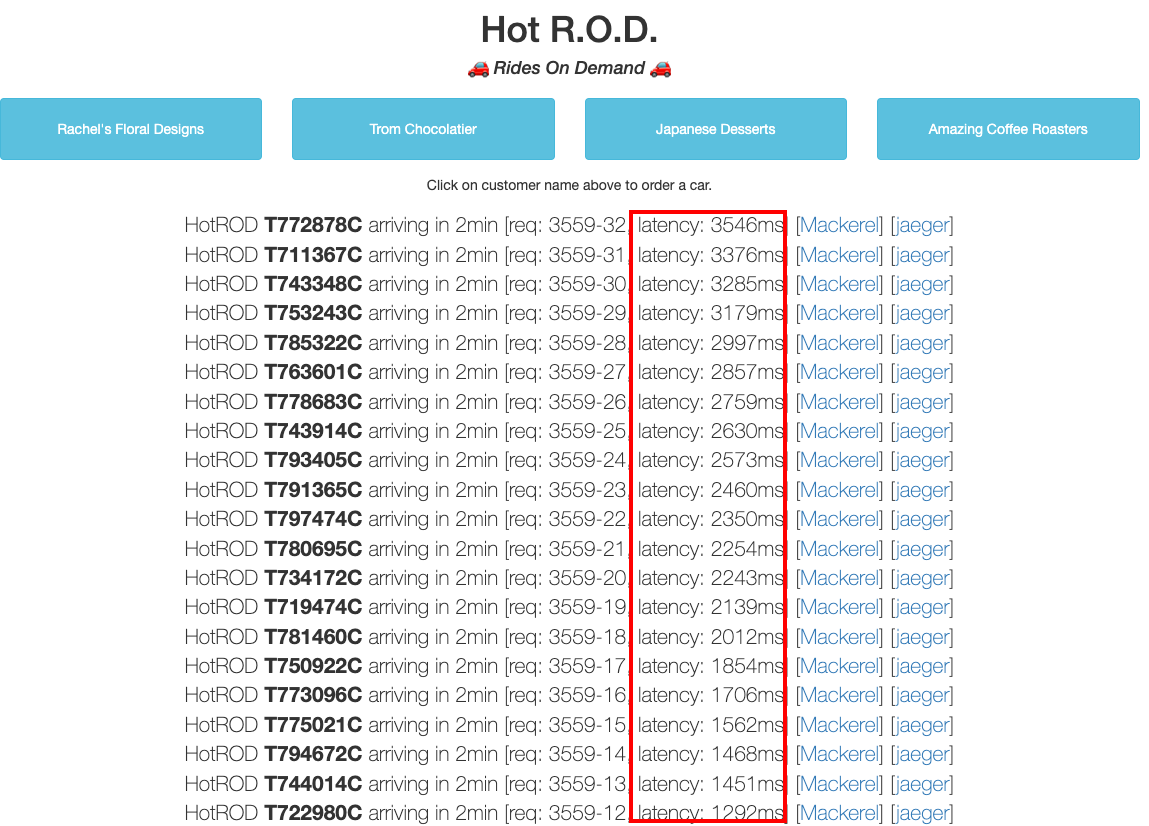 Hot R.O.D.
🚗 Rides On Demand 🚗
Rachel's Floral Designs
Trom Chocolatier
Japanese Desserts
Amazing Coffee Roasters
Click on customer name above to order a car.
HotROD T772878C arriving in 2min [req: 3559-32, latency: 3546ms] [Mackerel] [jaeger]
HotROD T711367C arriving in 2min [req: 3559-31, latency: 3376ms] [Mackerel] [jaeger]
HotROD T743348C arriving in 2min [req: 3559-30, latency: 3285ms] [Mackerel] [jaeger]
HotROD T753243C arriving in 2min [req: 3559-29, latency: 3179ms] [Mackerel] [jaeger]
HotROD T785322C arriving in 2min [req: 3559-28, latency: 2997ms] [Mackerel] [jaeger]
HotROD T763601C arriving in 2min [req: 3559-27, latency: 2857ms] [Mackerel] [jaeger]
HotROD T778683C arriving in 2min [req: 3559-26, latency: 2759ms] [Mackerel] [jaeger]
HotROD T743914C arriving in 2min [req: 3559-25, latency: 2630ms] [Mackerel] [jaeger]
HotROD T793405C arriving in 2min [req: 3559-24, latency: 2573ms] [Mackerel] [jaeger]
HotROD T791365C arriving in 2min [req: 3559-23, latency: 2460ms] [Mackerel] [jaeger]
HotROD T797474C arriving in 2min [req: 3559-22, latency: 2350ms] [Mackerel] [jaeger]
HotROD T780695C arriving in 2min [req: 3559-21, latency: 2254ms] [Mackerel] [jaeger]
HotROD T734172C arriving in 2min [req: 3559-20, latency: 2243ms] [Mackerel] [jaeger]
HotROD T719474C arriving in 2min [req: 3559-19, latency: 2139ms] [Mackerel] [jaeger]
HotROD T781460C arriving in 2min [req: 3559-18, latency: 2012ms] [Mackerel] [jaeger]
HotROD T750922C arriving in 2min [req: 3559-17, latency: 1854ms] [Mackerel] [jaeger]
HotROD T773096C arriving in 2min [req: 3559-16, latency: 1706ms] [Mackerel] [jaeger]
HotROD T775021C arriving in 2min [req: 3559-15, latency: 1562ms] [Mackerel] [jaeger]
HotROD T794672C arriving in 2min [req: 3559-14, latency: 1468ms] [Mackerel] [jaeger]
HotROD T744014C arriving in 2min [req: 3559-13, latency: 1451ms] [Mackerel] [jaeger]
HotROD T722980C arriving in 2min [req: 3559-12, latency: 1292ms] [Mackerel] [jaeger]